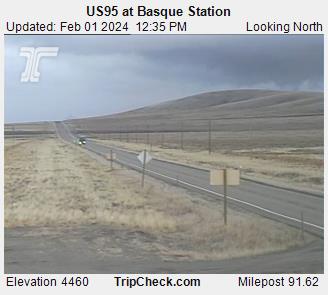 US95 at Basque Station
Updated: Feb 01 2024 12:35 PM Looking North
Elevation 4460 TripCheck.com Milepost 91.62